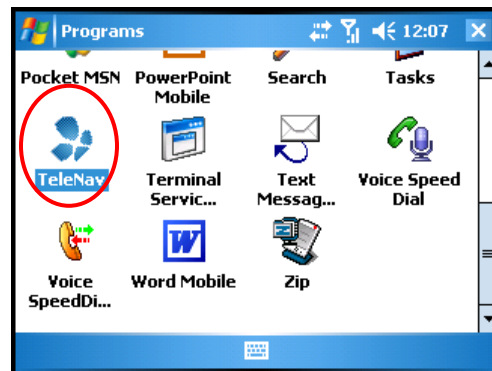 Programs 12:07
Pocket MSN PowerPoint Search Tasks
Mobile
TeleNav Terminal Text Voice Speed
Servic... Messag... Dial
Voice Word Mobile Zip
SpeedDi...